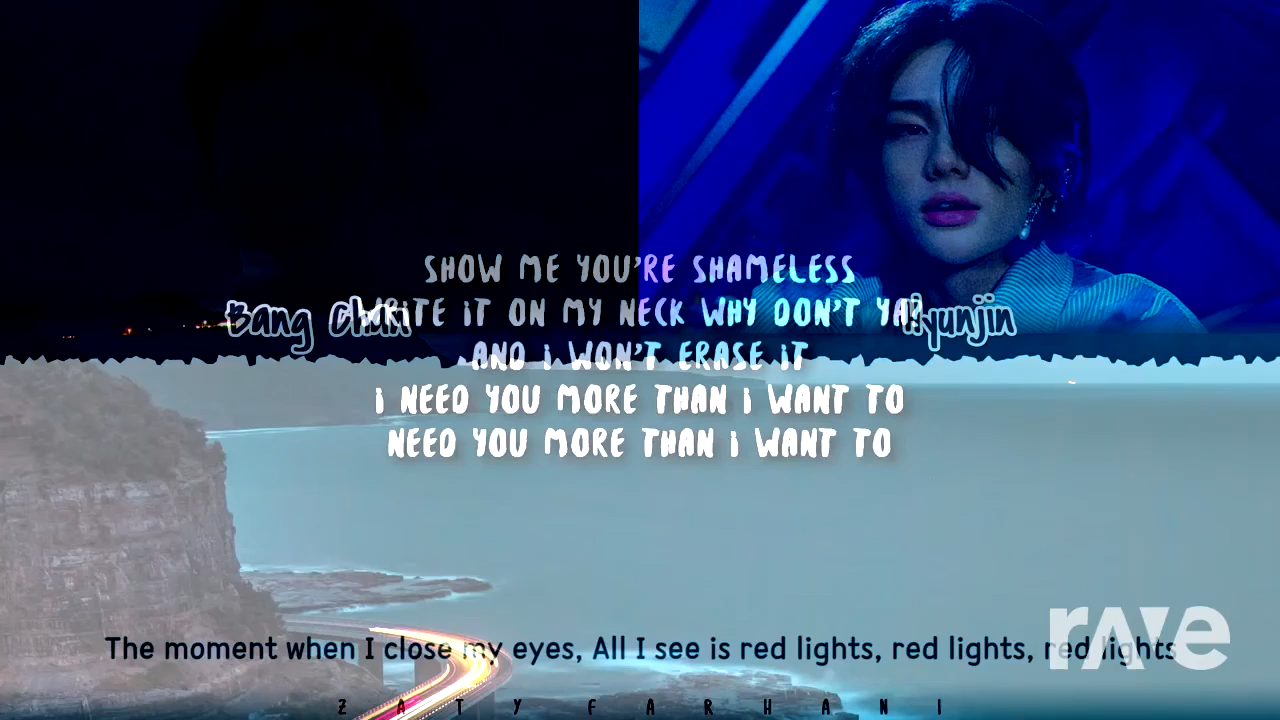 SHOW ME YOU'RE SHAMELESS
WRITE IT ON MY NECK WHY DON'T YA?
Bang Chan
Hyunjin
AND I WON'T ERASE IT
I NEED YOU MORE THAN I WANT TO
NEED YOU MORE THAN I WANT TO
The moment when I close my eyes, All I see is red lights, red lights, red lights
rave
ZATYFARHANI